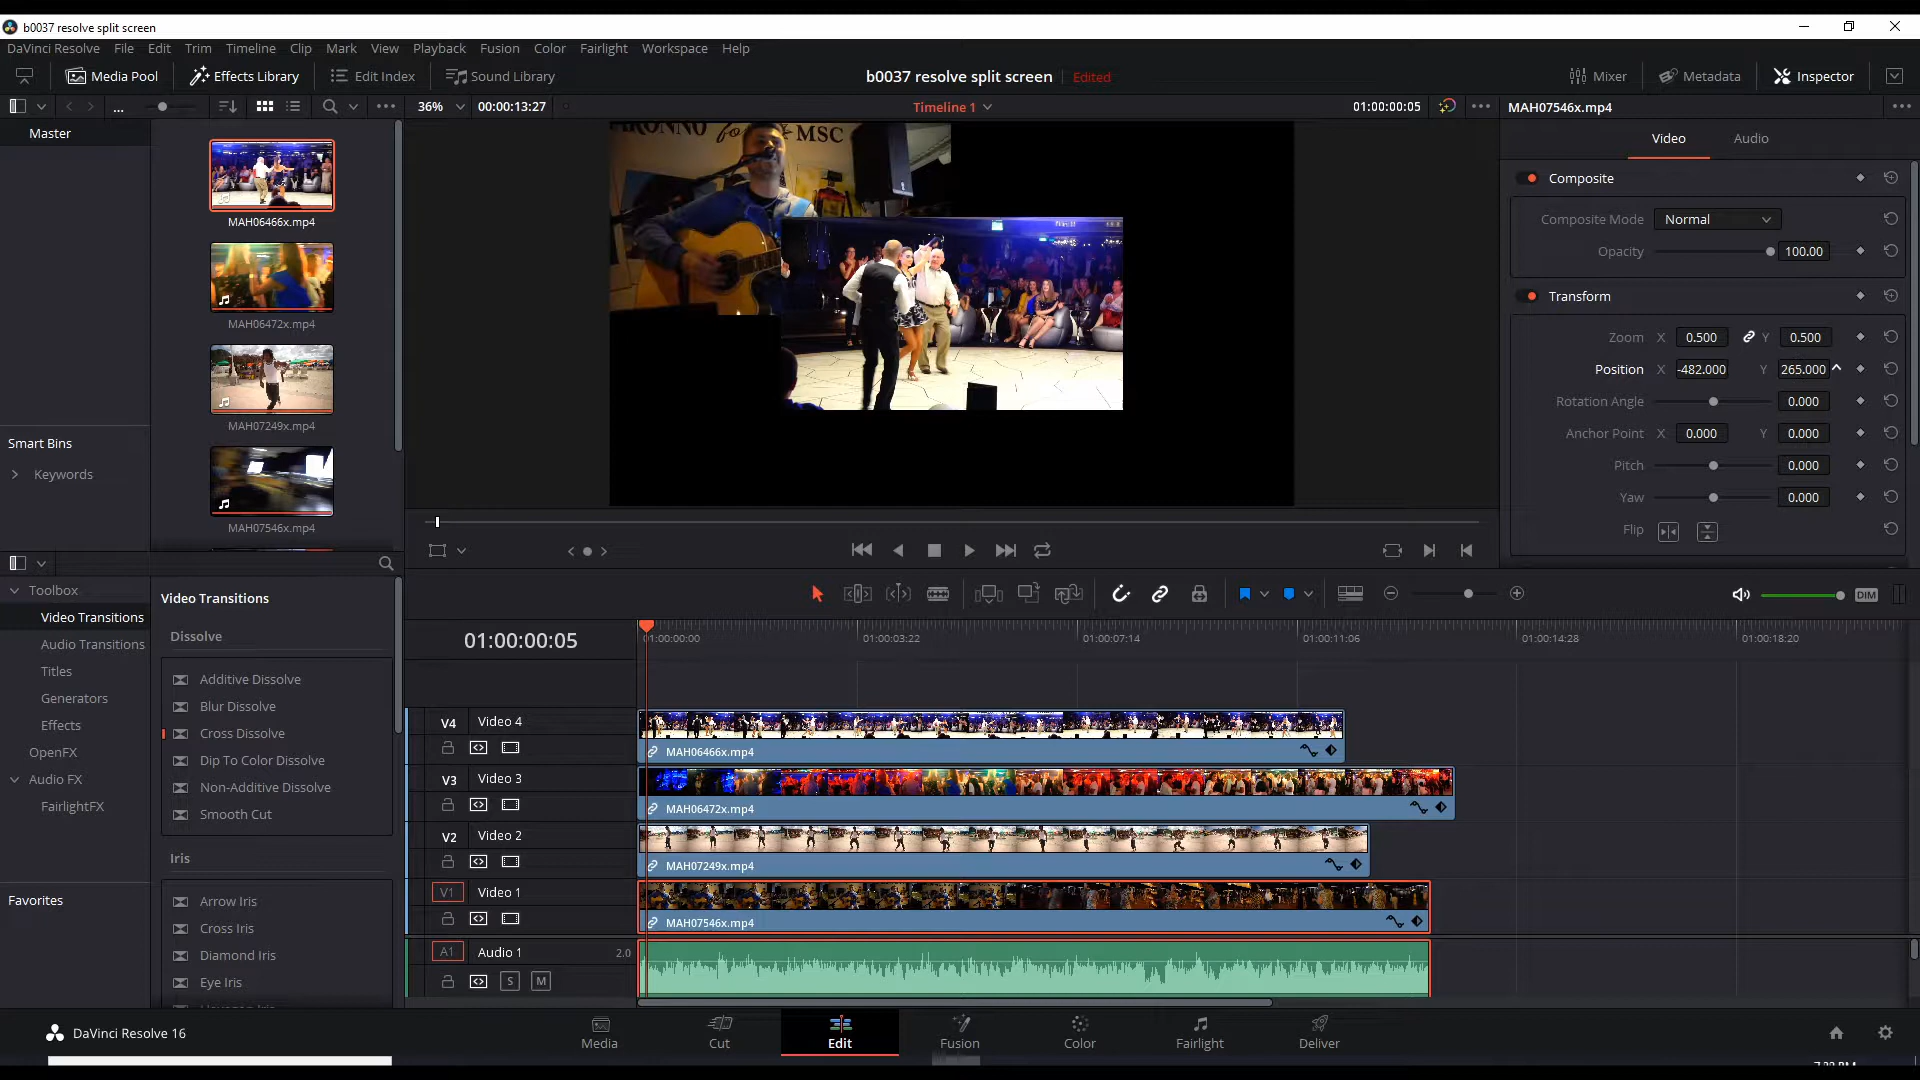 b0037 resolve split screen
DaVinci Resolve File Edit Trim Timeline Clip Mark View Playback Fusion Color Fairlight Workspace Help
Media Pool Effects Library Edit Index Sound Library b0037 resolve split screen Edited Mixer Metadata Inspector
... 36% 00:00:13:27 Timeline 1 01:00:00:05 MAH07546x.mp4
Master
MAH06466x.mp4
MAH06472x.mp4
MAH07249x.mp4
MAH07546x.mp4
Smart Bins
Keywords
MSC
Video Audio
Composite
Composite Mode Normal
Opacity 100.00
Transform
Zoom X 0.500 Y 0.500
Position X -482.000 Y 265.000
Rotation Angle 0.000
Anchor Point X 0.000 Y 0.000
Pitch 0.000
Yaw 0.000
Flip
Toolbox
Video Transitions
Audio Transitions
Titles
Generators
Effects
OpenFX
Audio FX
FairlightFX
Favorites
Video Transitions
Dissolve
Additive Dissolve
Blur Dissolve
Cross Dissolve
Dip To Color Dissolve
Non-Additive Dissolve
Smooth Cut
Iris
Arrow Iris
Cross Iris
Diamond Iris
Eye Iris
DIM
01:00:00:05 01:00:00:00 01:00:03:22 01:00:07:14 01:00:11:06 01:00:14:28 01:00:18:20
V4 Video 4
MAH06466x.mp4
V3 Video 3
MAH06472x.mp4
V2 Video 2
MAH07249x.mp4
V1 Video 1
MAH07546x.mp4
A1 Audio 1 2.0
S M
DaVinci Resolve 16 Media Cut Edit Fusion Color Fairlight Deliver